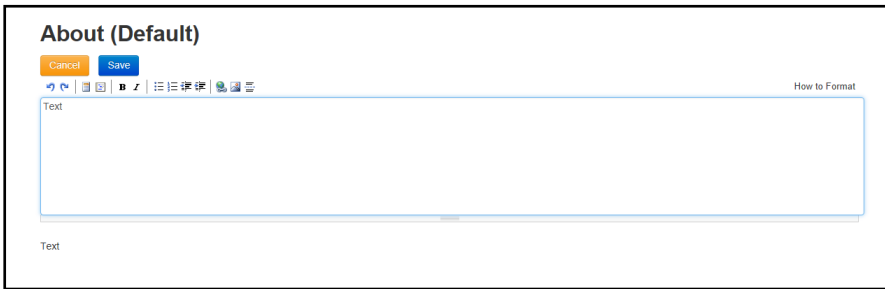 About (Default)
Cancel Save
B I How to Format
Text
Text